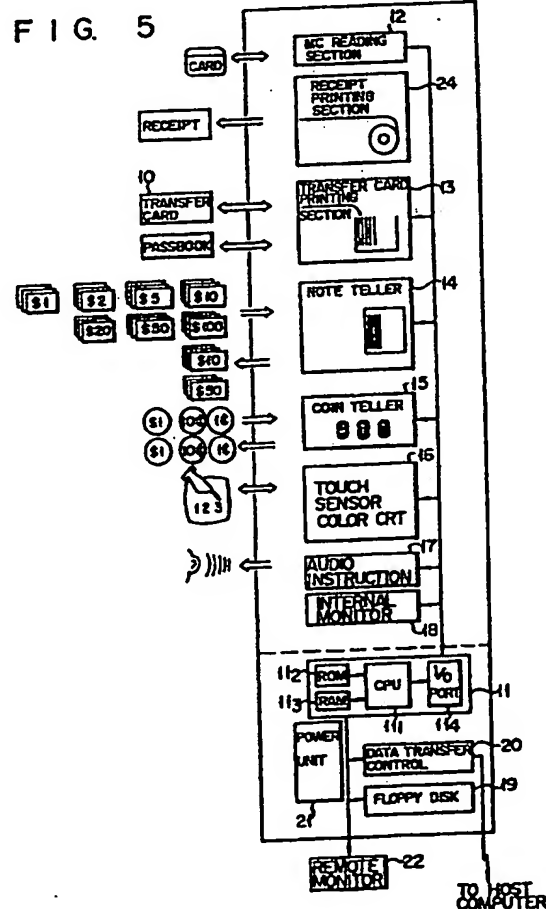 FIG. 5
CARD
12
MC READING
SECTION
24
RECEIPT
PRINTING
SECTION
RECEIPT
10
TRANSFER
CARD
13
TRANSFER CARD
PRINTING
SECTION
PASSBOOK
$1 $2 $5 $10
$20 $50 $100
$10
$50
14
NOTE TELLER
15
COIN TELLER
$1 10¢ 1¢
$1 10¢ 1¢
123
16
TOUCH
SENSOR
COLOR CRT
17
AUDIO
INSTRUCTION
INTERNAL
MONITOR
18
112
ROM
113
RAM
CPU
111
I/O
PORT
114
11
POWER
UNIT
21
20
DATA TRANSFER
CONTROL
19
FLOPPY DISK
REMOTE
MONITOR
22
TO HOST
COMPUTER